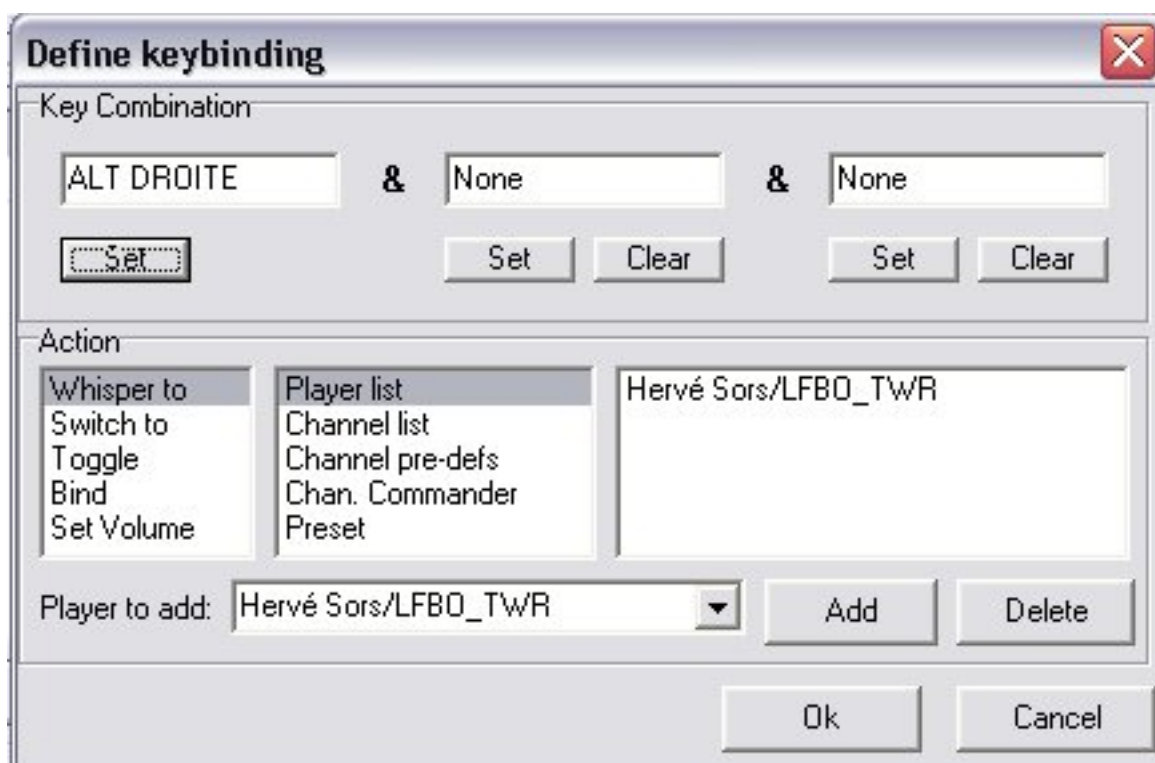 Define keybinding
Key Combination
ALT DROITE & None & None
Set Set Clear Set Clear
Action
Whisper to
Switch to
Toggle
Bind
Set Volume
Player list
Channel list
Channel pre-defs
Chan. Commander
Preset
Hervé Sors/LFBO_TWR
Player to add: Hervé Sors/LFBO_TWR Add Delete
Ok Cancel